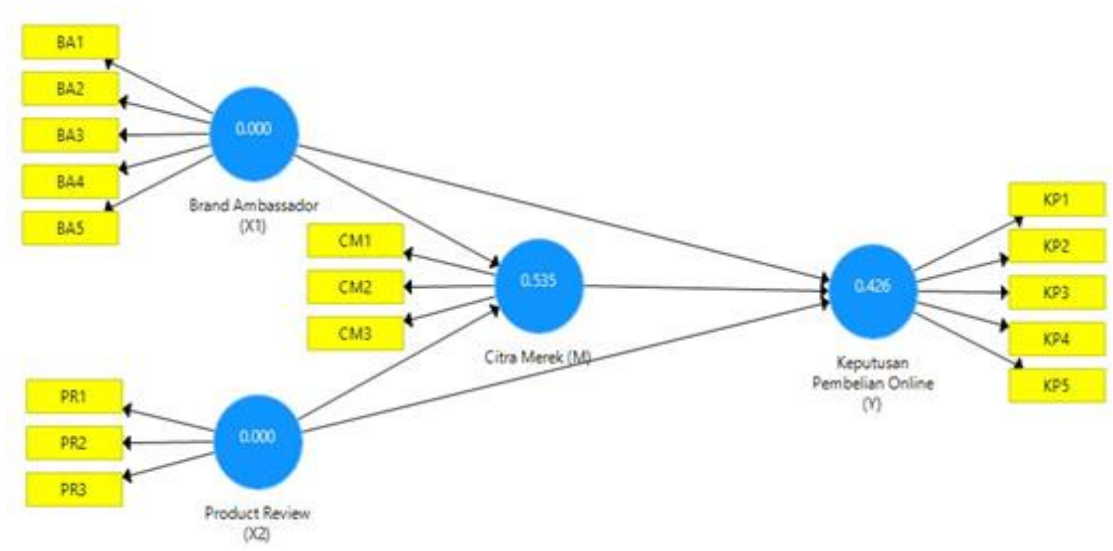 BA1
BA2
BA3
BA4
BA5
0.000
Brand Ambassador
(X1)
CM1
CM2
CM3
0.535
Citra Merek (M)
KP1
KP2
KP3
KP4
KP5
0.426
Keputusan
Pembelian Online
(Y)
PR1
PR2
PR3
0.000
Product Review
(X2)